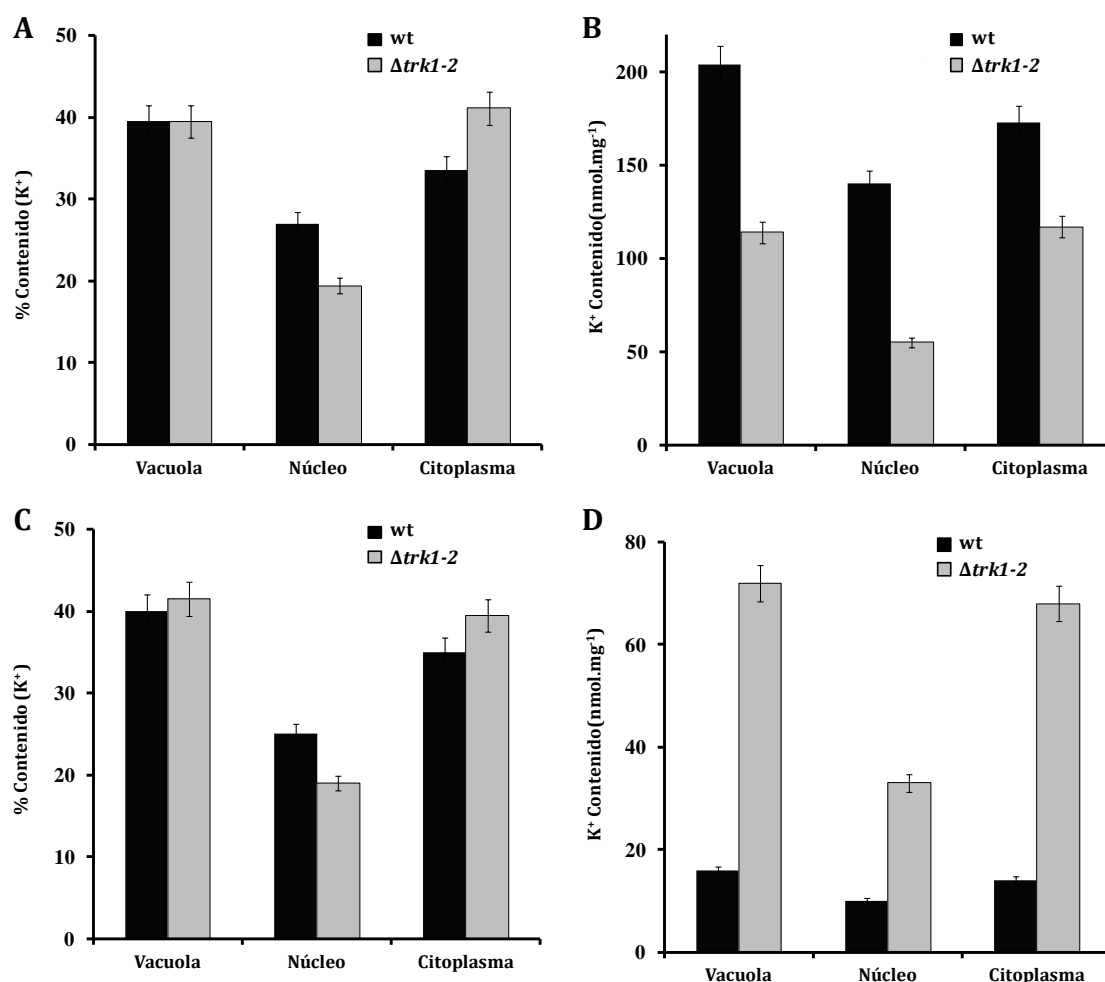 A
wt
Δtrk1-2
% Contenido (K⁺)
50
40
30
20
10
0
Vacuola Núcleo Citoplasma
B
wt
Δtrk1-2
K⁺ Contenido(nmol.mg⁻¹)
200
150
100
50
0
Vacuola Núcleo Citoplasma
C
wt
Δtrk1-2
% Contenido (K⁺)
50
40
30
20
10
0
Vacuola Núcleo Citoplasma
D
wt
Δtrk1-2
K⁺ Contenido(nmol.mg⁻¹)
80
60
40
20
0
Vacuola Núcleo Citoplasma